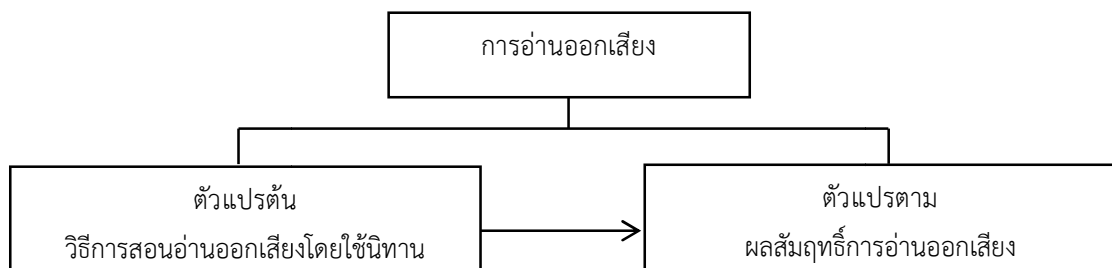 การอ่านออกเสียง
ตัวแปรต้น
วิธีการสอนอ่านออกเสียงโดยใช้นิทาน
ตัวแปรตาม
ผลสัมฤทธิ์การอ่านออกเสียง